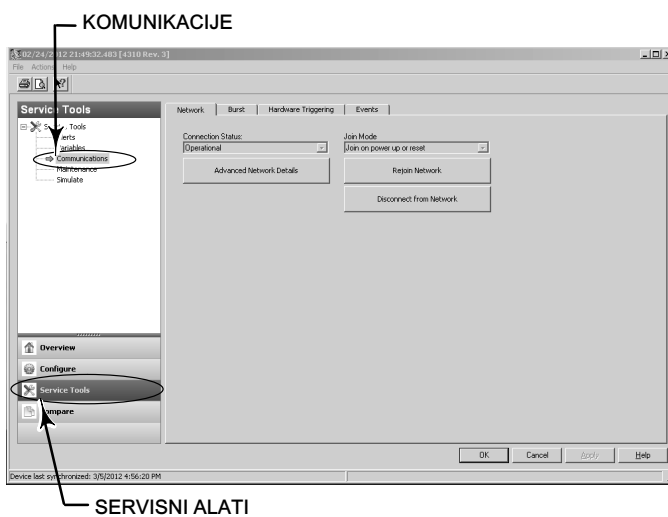 KOMUNIKACIJE
02/24/2012 21:49:32.483 [4310 Rev. 3]
File Actions Help
Service Tools
Tools
Communications
Maintenance
Simulate
Overview
Configure
Service Tools
Compare
Network Burst Hardware Triggering Events
Connection Status: Join Mode
Operational Join on power up or reset
Advanced Network Details Rejoin Network
Disconnect from Network
OK Cancel Apply Help
Device last synchronized: 3/5/2012 4:56:20 PM
SERVISNI ALATI